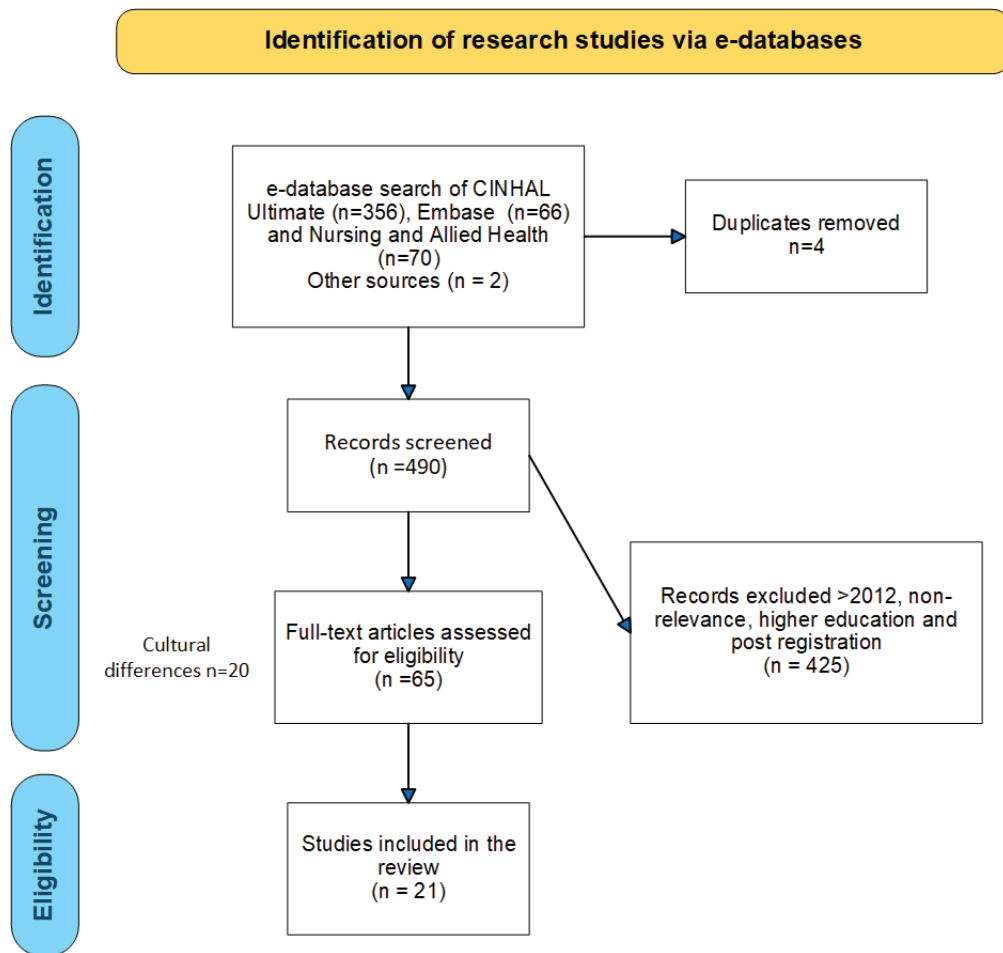 Identification of research studies via e-databases
Identification
e-database search of CINHAL
Ultimate (n=356), Embase (n=66)
and Nursing and Allied Health
(n=70)
Other sources (n = 2)
Duplicates removed
n=4
Screening
Records screened
(n =490)
Records excluded >2012, non-
relevance, higher education and
post registration
(n = 425)
Cultural
differences n=20
Full-text articles assessed
for eligibility
(n =65)
Eligibility
Studies included in the
review
(n = 21)